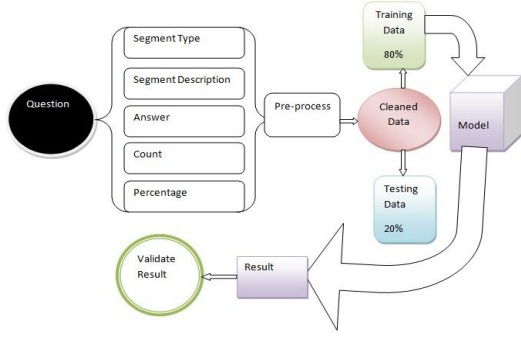 Question
Segment Type
Segment Description
Answer
Count
Percentage
Pre-process
Cleaned
Data
Training
Data
80%
Testing
Data
20%
Model
Result
Validate
Result